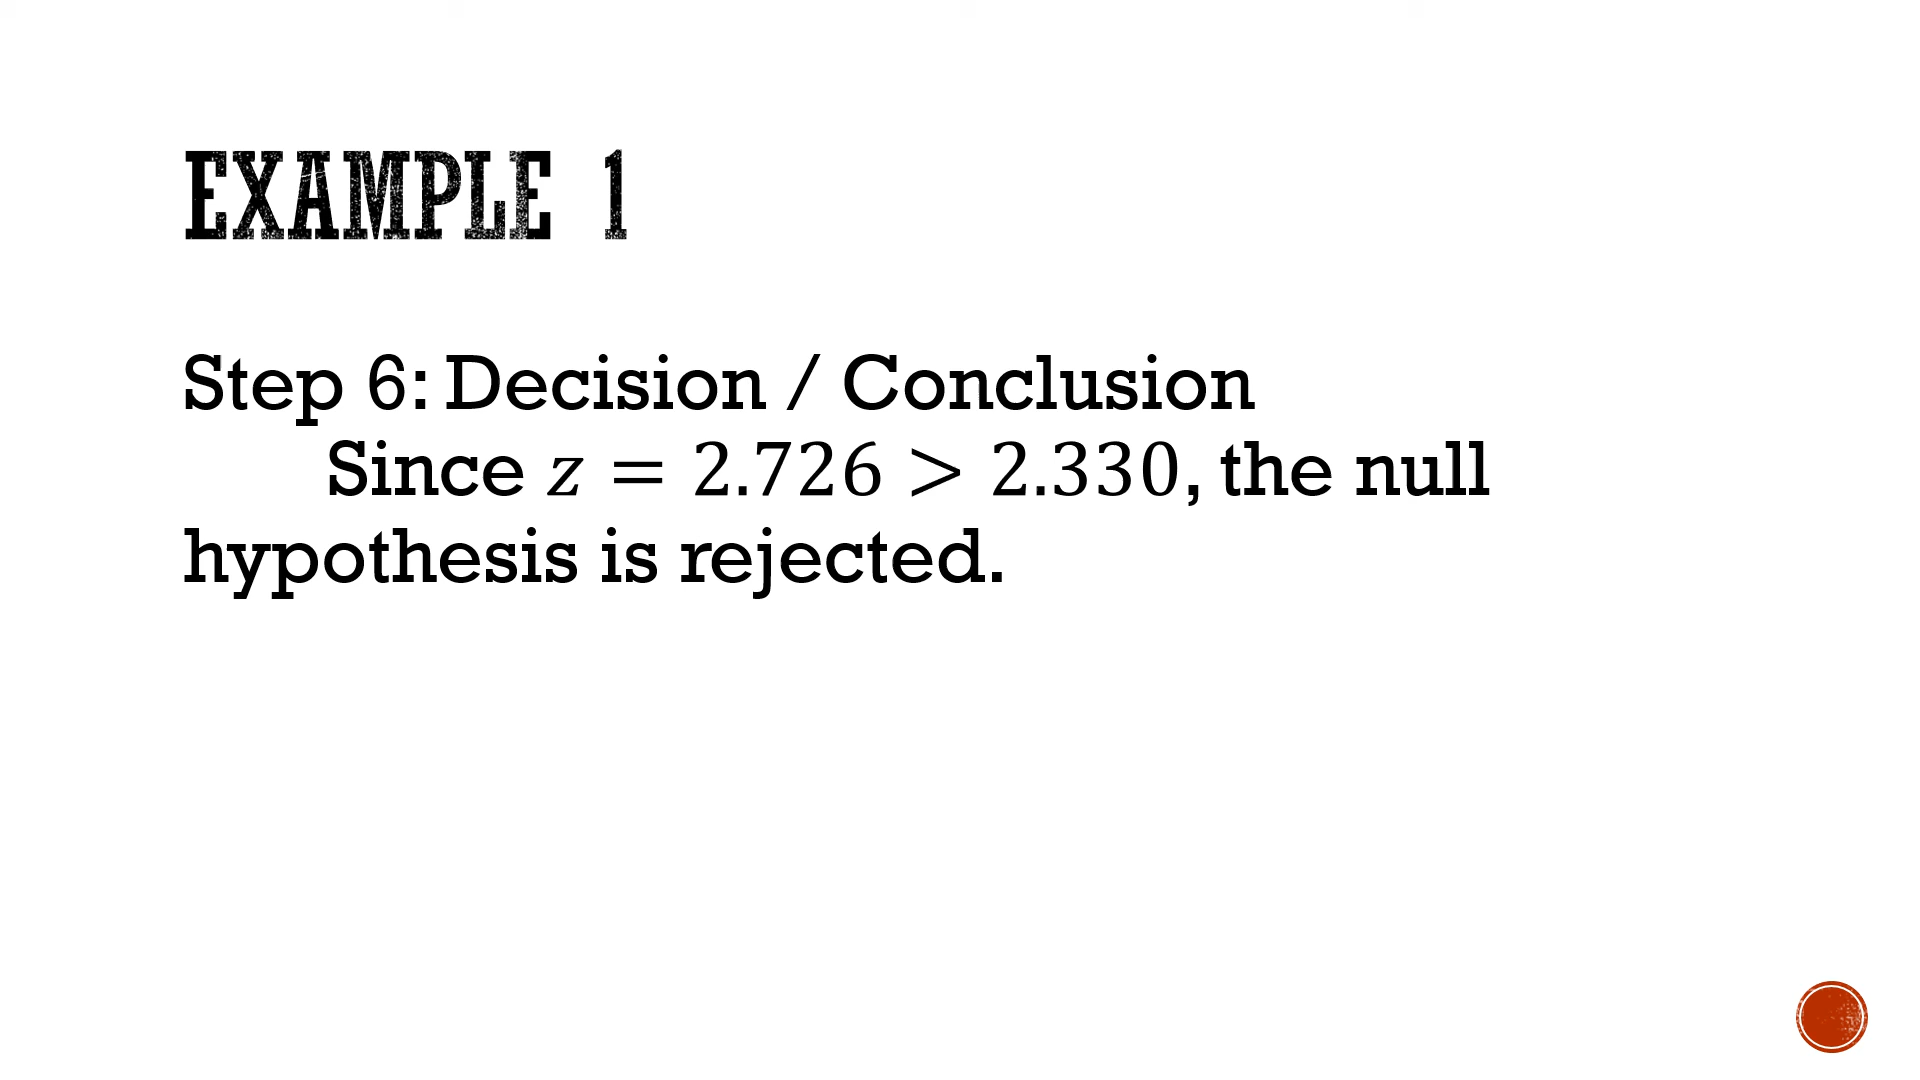 EXAMPLE 1
Step 6: Decision / Conclusion
Since z = 2.726 > 2.330, the null
hypothesis is rejected.